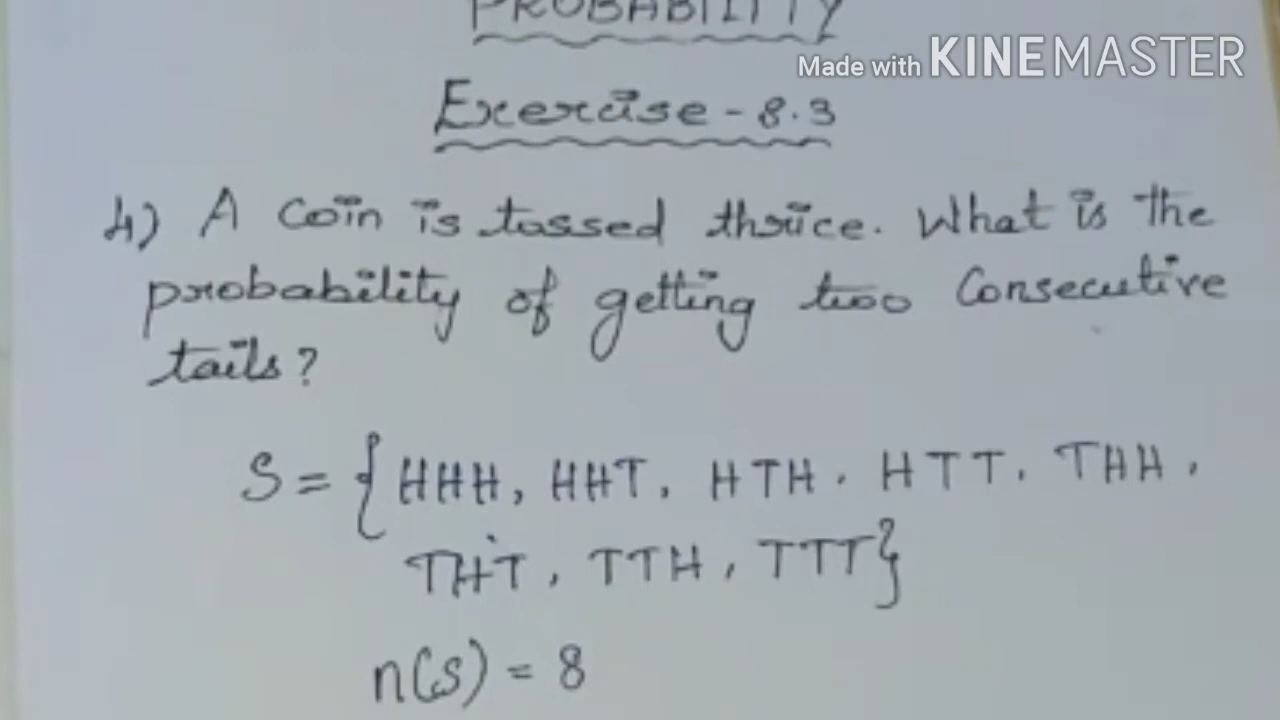 PROBABILITY
Made with KINEMASTER
Exercise - 8.3
4) A coin is tossed thrice. What is the
probability of getting two Consecutive
tails?
S = { HHH, HHT, HTH, HTT, THH,
THT, TTH, TTT}
n(S) = 8